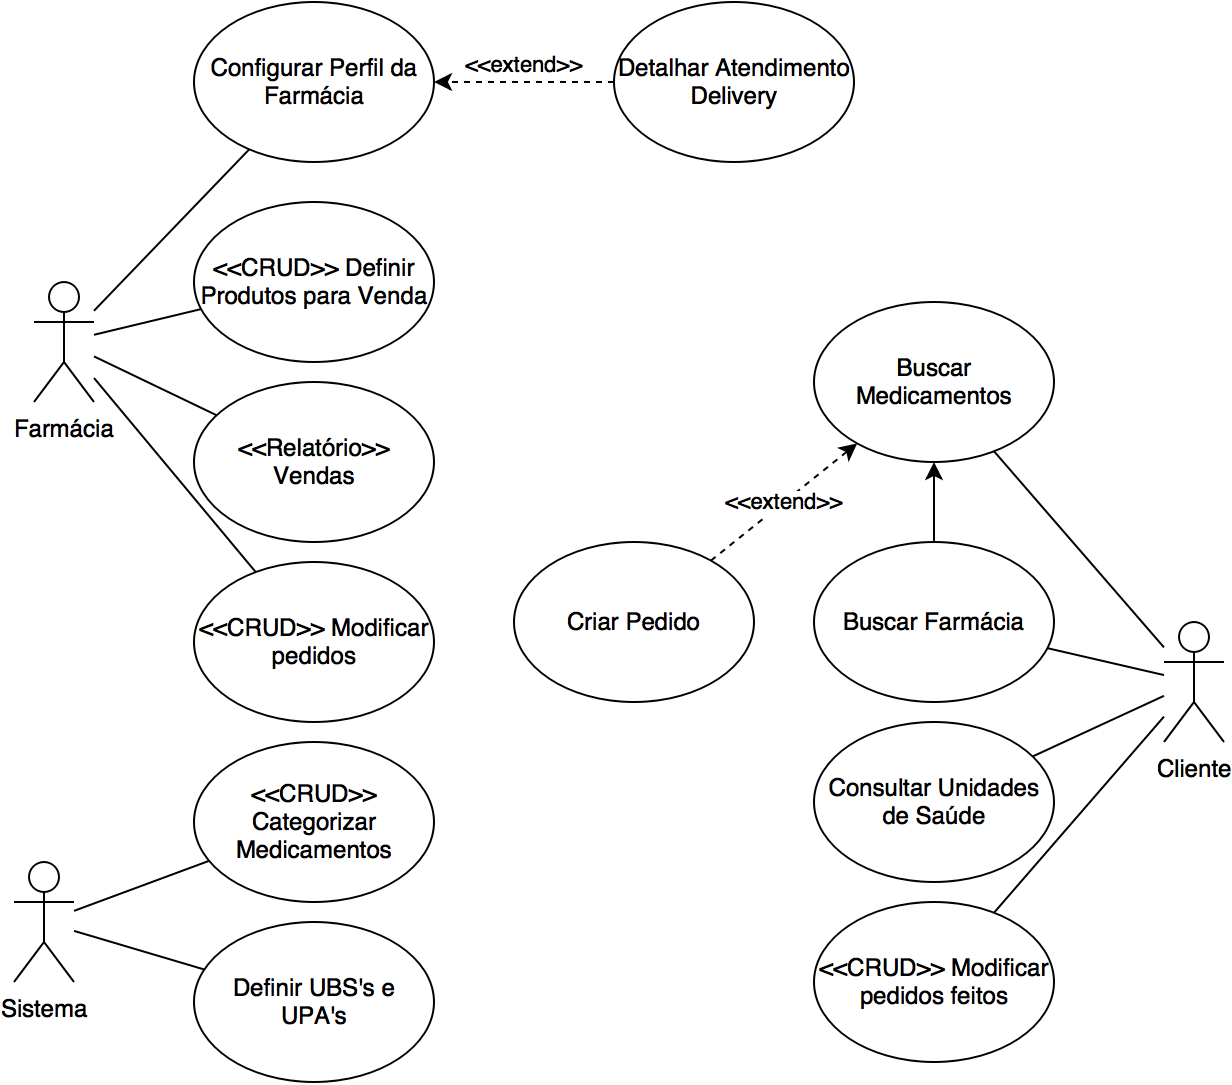 Configurar Perfil da
Farmácia
<<extend>>
Detalhar Atendimento
Delivery
<<CRUD>> Definir
Produtos para Venda
Farmácia
<<Relatório>>
Vendas
<<CRUD>> Modificar
pedidos
Buscar
Medicamentos
<<extend>>
Criar Pedido
Buscar Farmácia
Cliente
Consultar Unidades
de Saúde
<<CRUD>> Modificar
pedidos feitos
<<CRUD>>
Categorizar
Medicamentos
Sistema
Definir UBS's e
UPA's